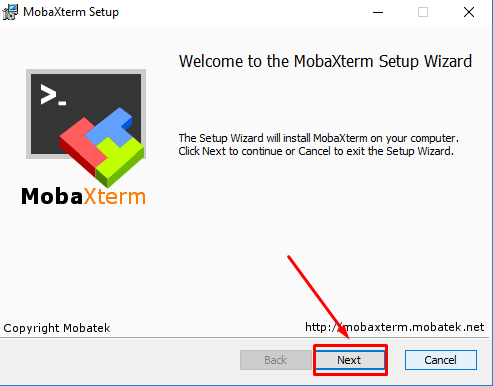 MobaXterm Setup
Welcome to the MobaXterm Setup Wizard
>_
The Setup Wizard will install MobaXterm on your computer.
Click Next to continue or Cancel to exit the Setup Wizard.
MobaXterm
Copyright Mobatek
http://mobaxterm.mobatek.net
Back
Next
Cancel